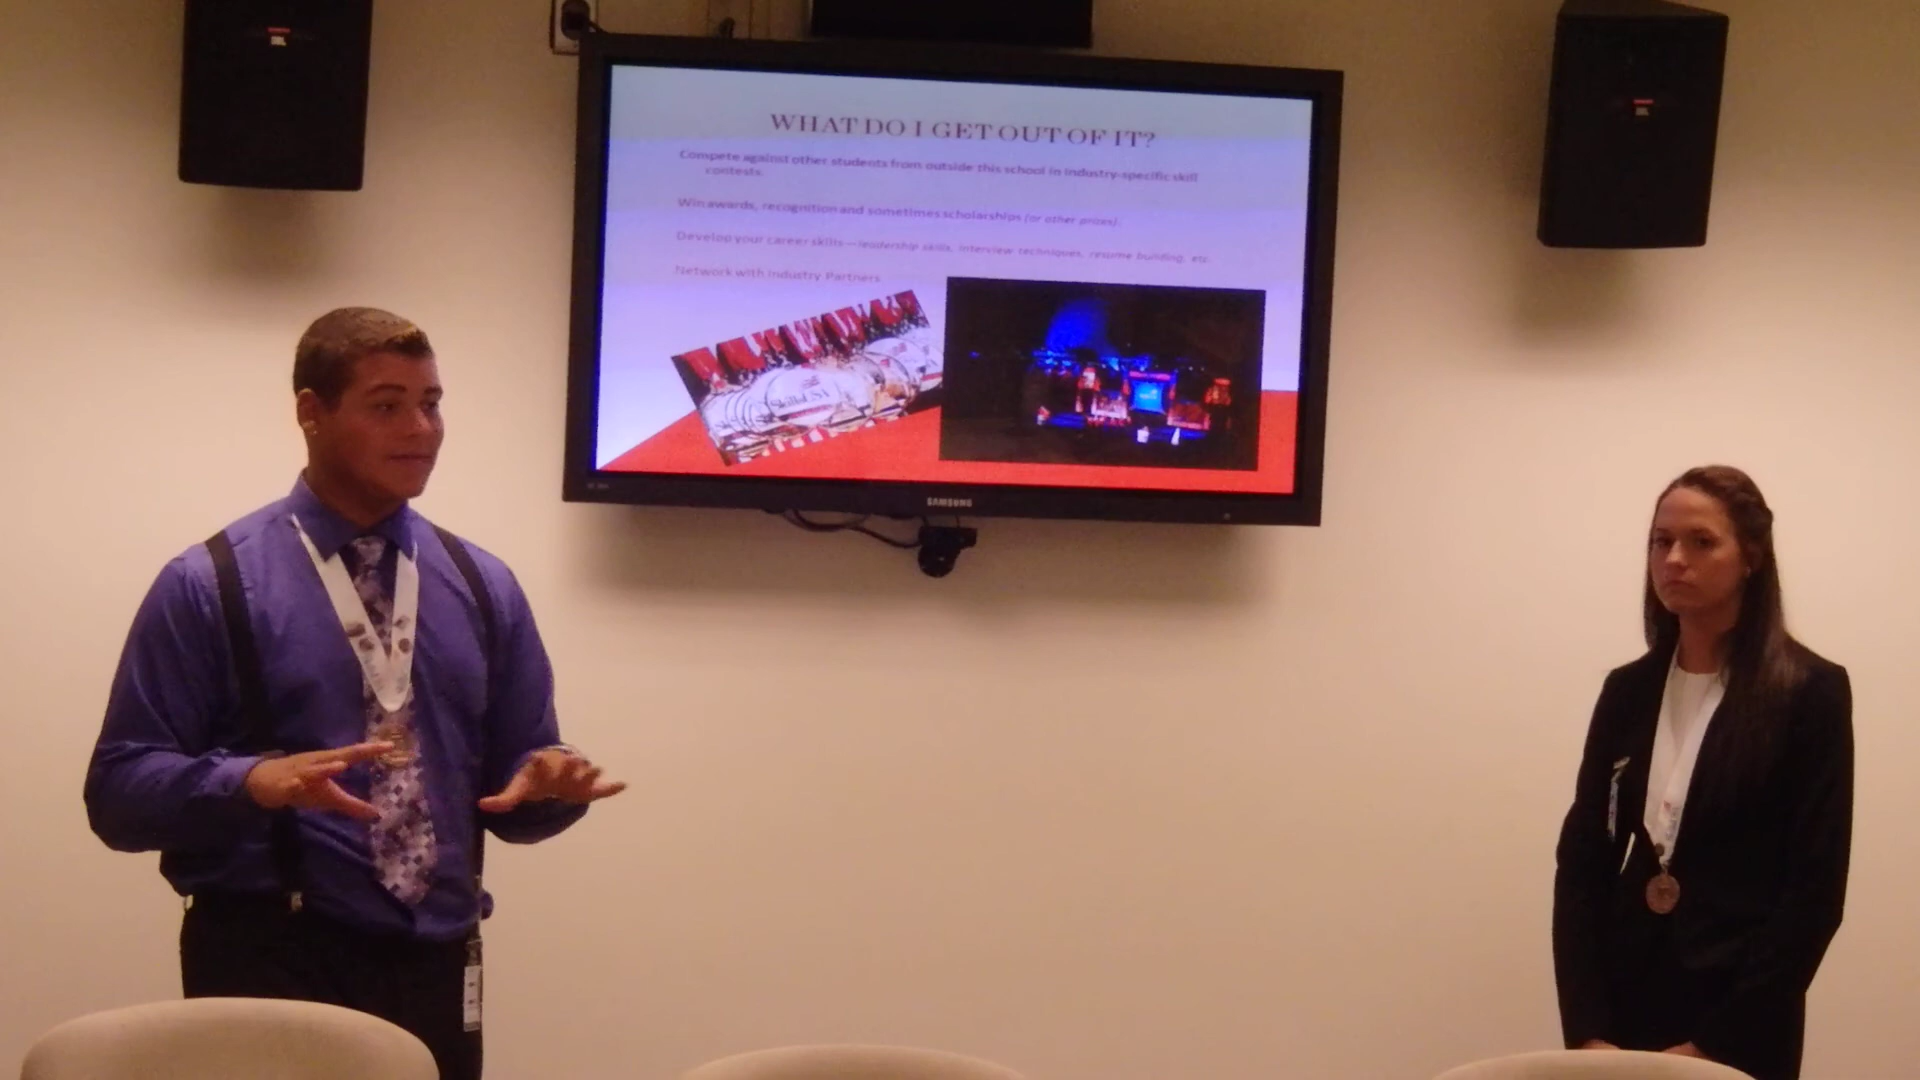 WHAT DO I GET OUT OF IT?
Compete against other students from outside this school in industry-specific skill
contests.
Win awards, recognition and sometimes scholarships (or other prizes).
Develop your career skills—leadership skills, interview techniques, resume building, etc.
Network with Industry Partners
SkillsUSA
SAMSUNG
JBL
JBL